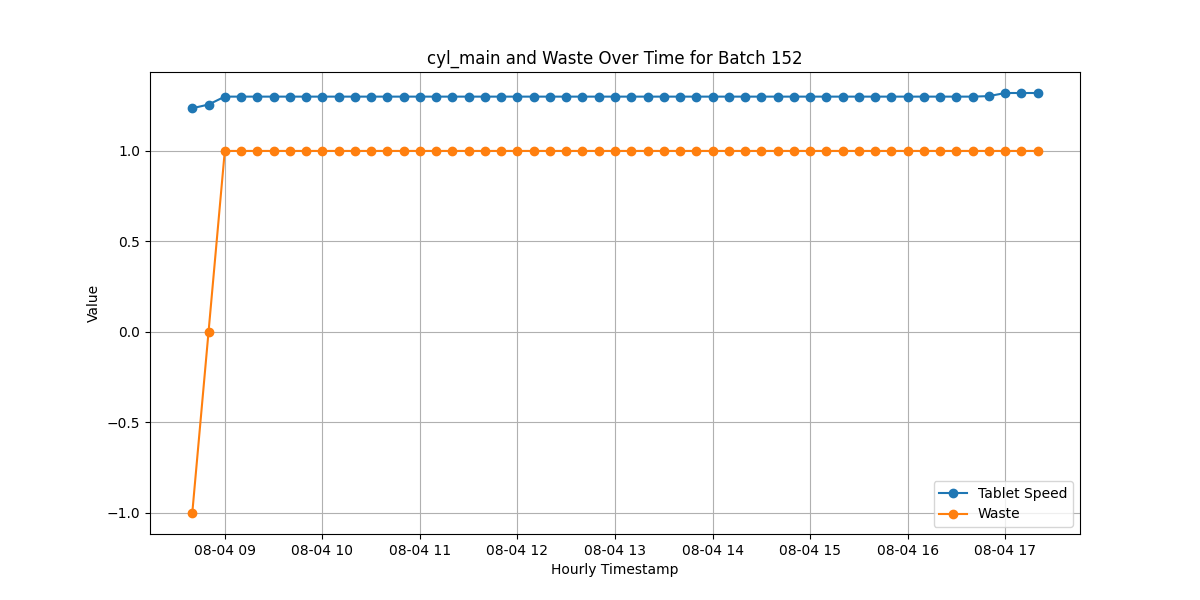 cyl_main and Waste Over Time for Batch 152
Value
1.0
0.5
0.0
−0.5
−1.0
Tablet Speed
Waste
08-04 09 08-04 10 08-04 11 08-04 12 08-04 13 08-04 14 08-04 15 08-04 16 08-04 17
Hourly Timestamp